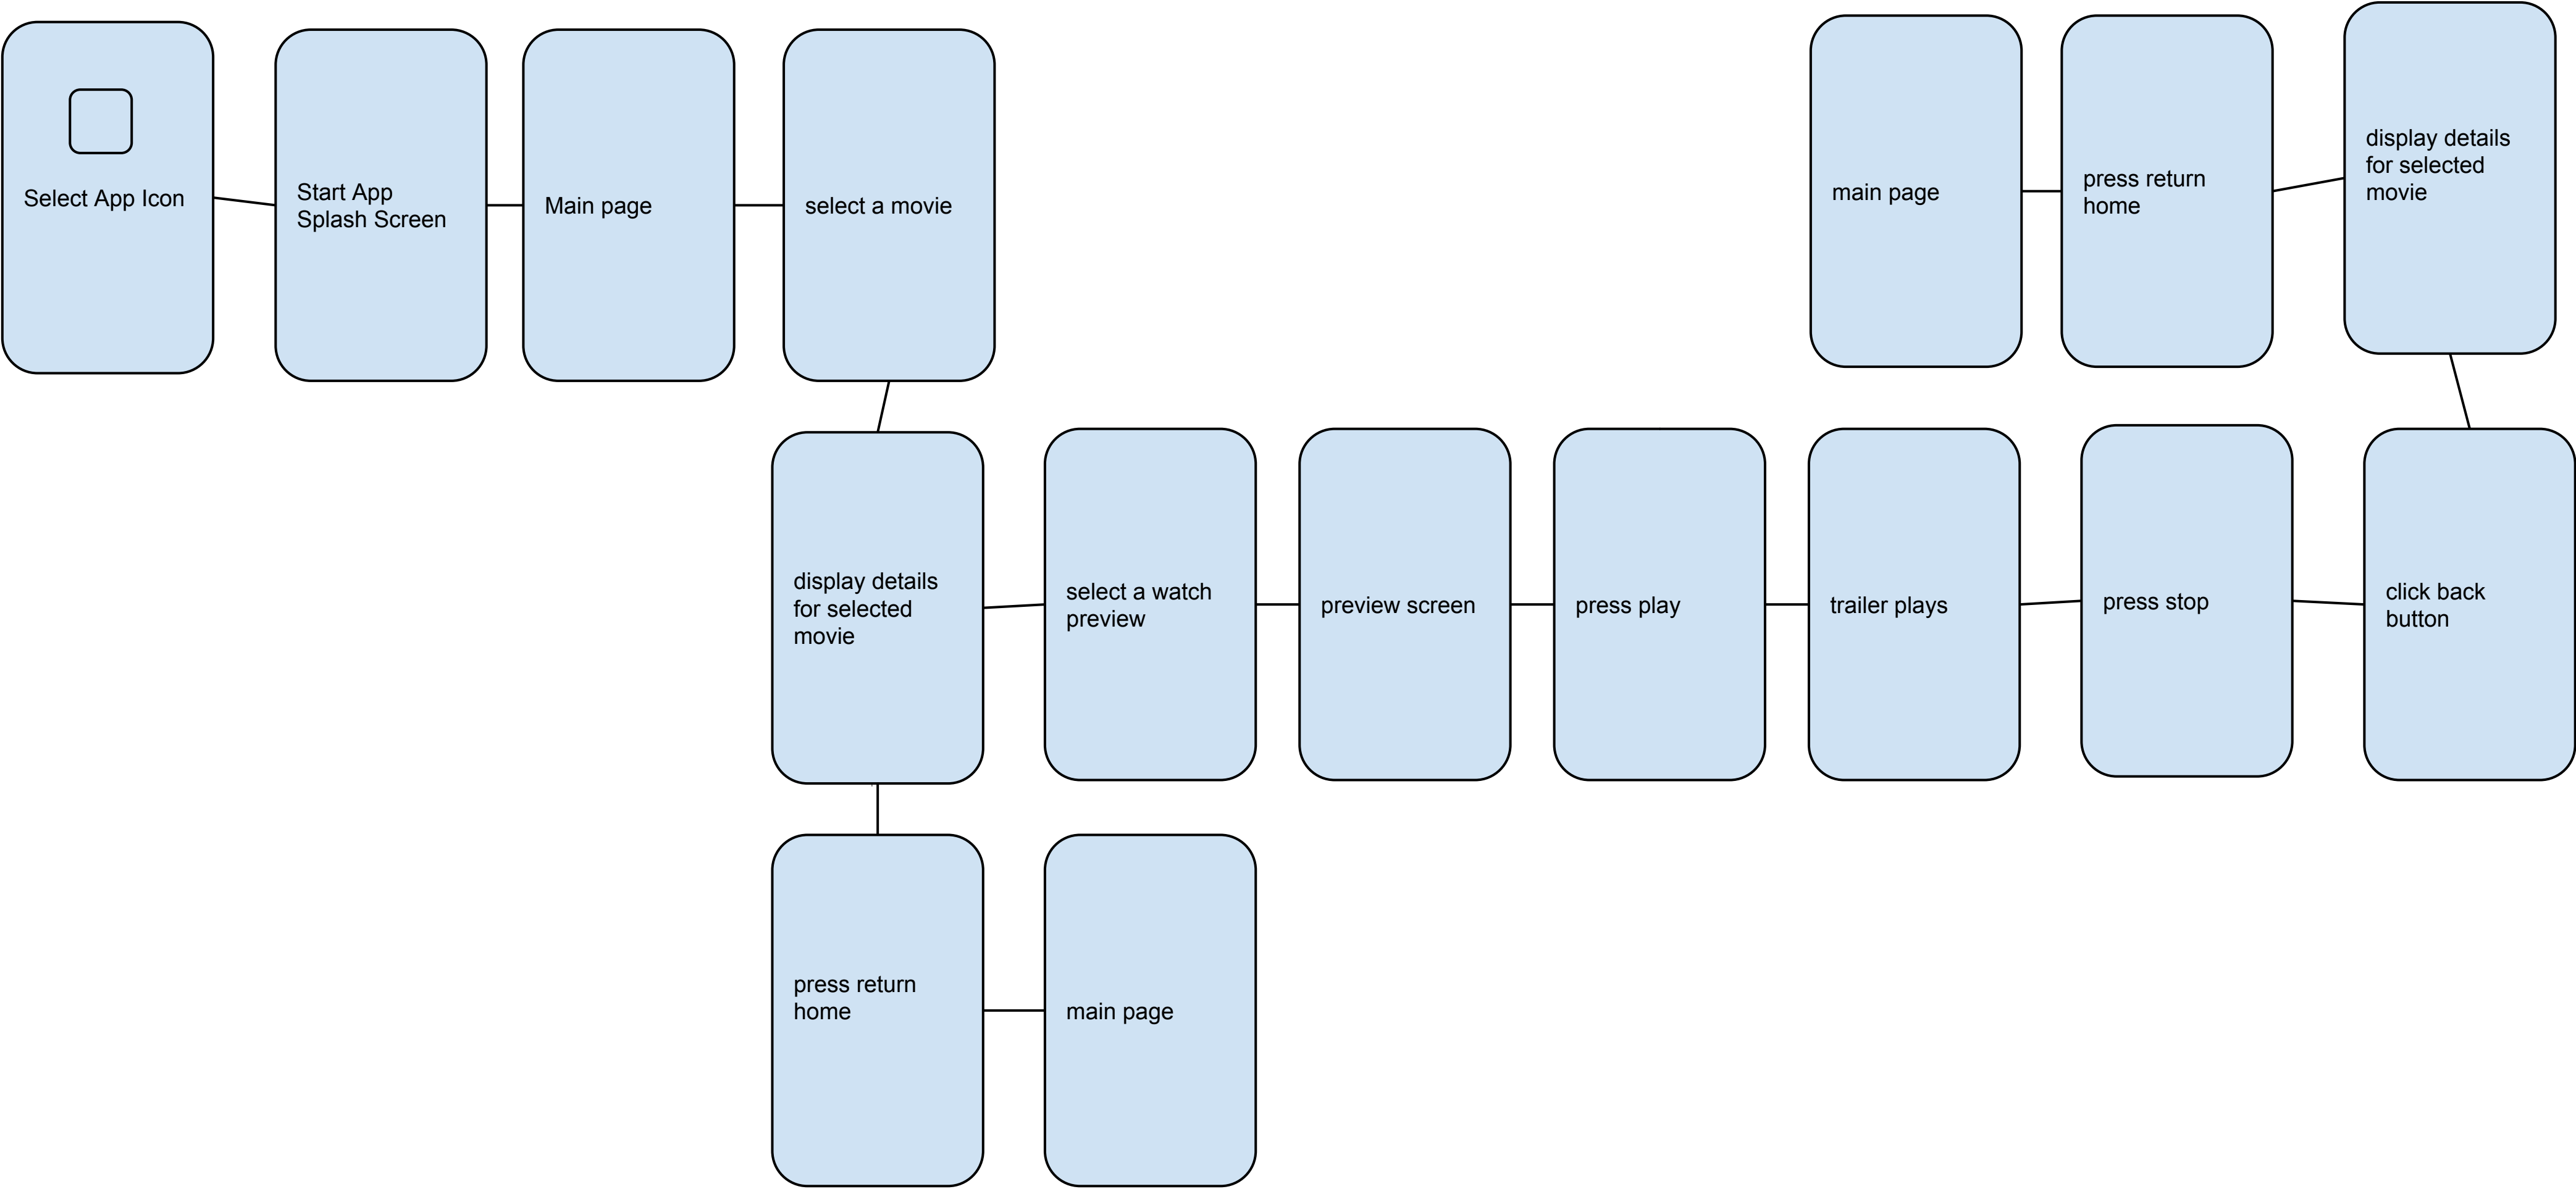 Select App Icon
Start App
Splash Screen
Main page
select a movie
main page
press return
home
display details
for selected
movie
display details
for selected
movie
select a watch
preview
preview screen
press play
trailer plays
press stop
click back
button
press return
home
main page